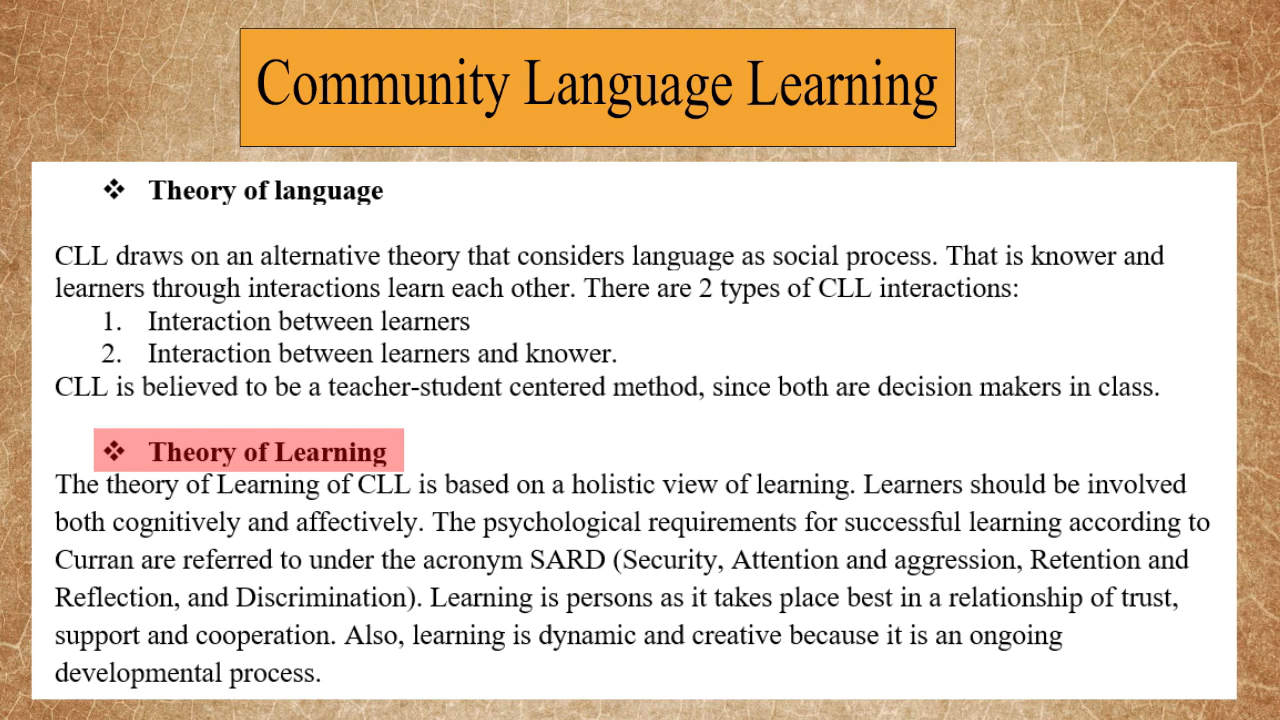 Community Language Learning
❖ Theory of language
CLL draws on an alternative theory that considers language as social process. That is knower and
learners through interactions learn each other. There are 2 types of CLL interactions:
1. Interaction between learners
2. Interaction between learners and knower.
CLL is believed to be a teacher-student centered method, since both are decision makers in class.
❖ Theory of Learning
The theory of Learning of CLL is based on a holistic view of learning. Learners should be involved
both cognitively and affectively. The psychological requirements for successful learning according to
Curran are referred to under the acronym SARD (Security, Attention and aggression, Retention and
Reflection, and Discrimination). Learning is persons as it takes place best in a relationship of trust,
support and cooperation. Also, learning is dynamic and creative because it is an ongoing
developmental process.